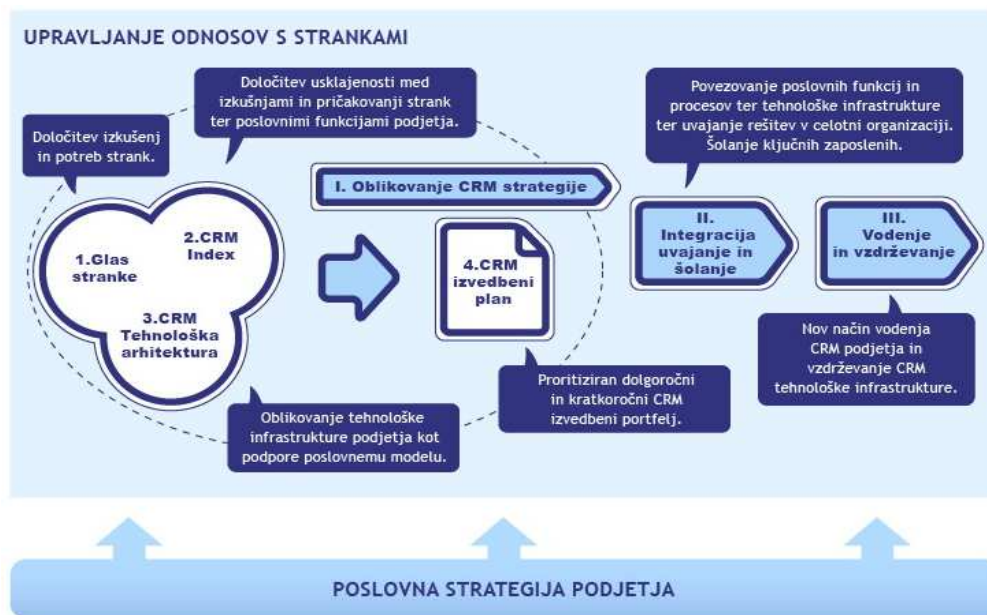 UPRAVLJANJE ODNOSOV S STRANKAMI
Določitev izkušenj
in potreb strank.
Določitev usklajenosti med
izkušnjami in pričakovanji strank
ter poslovnimi funkcijami podjetja.
Povezovanje poslovnih funkcij in
procesov ter tehnološke infrastrukture
ter uvajanje rešitev v celotni organizaciji.
Šolanje ključnih zaposlenih.
I. Oblikovanje CRM strategije
1.Glas
stranke
2.CRM
Index
3.CRM
Tehnološka
arhitektura
4.CRM
izvedbeni
plan
II.
Integracija
uvajanje in
šolanje
III.
Vodenje
in vzdrževanje
Oblikovanje tehnološke
infrastrukture podjetja kot
podpore poslovnemu modelu.
Proritiziran dolgoročni
in kratkoročni CRM
izvedbeni portfelj.
Nov način vodenja
CRM podjetja in
vzdrževanje CRM
tehnološke infrastrukture.
POSLOVNA STRATEGIJA PODJETJA